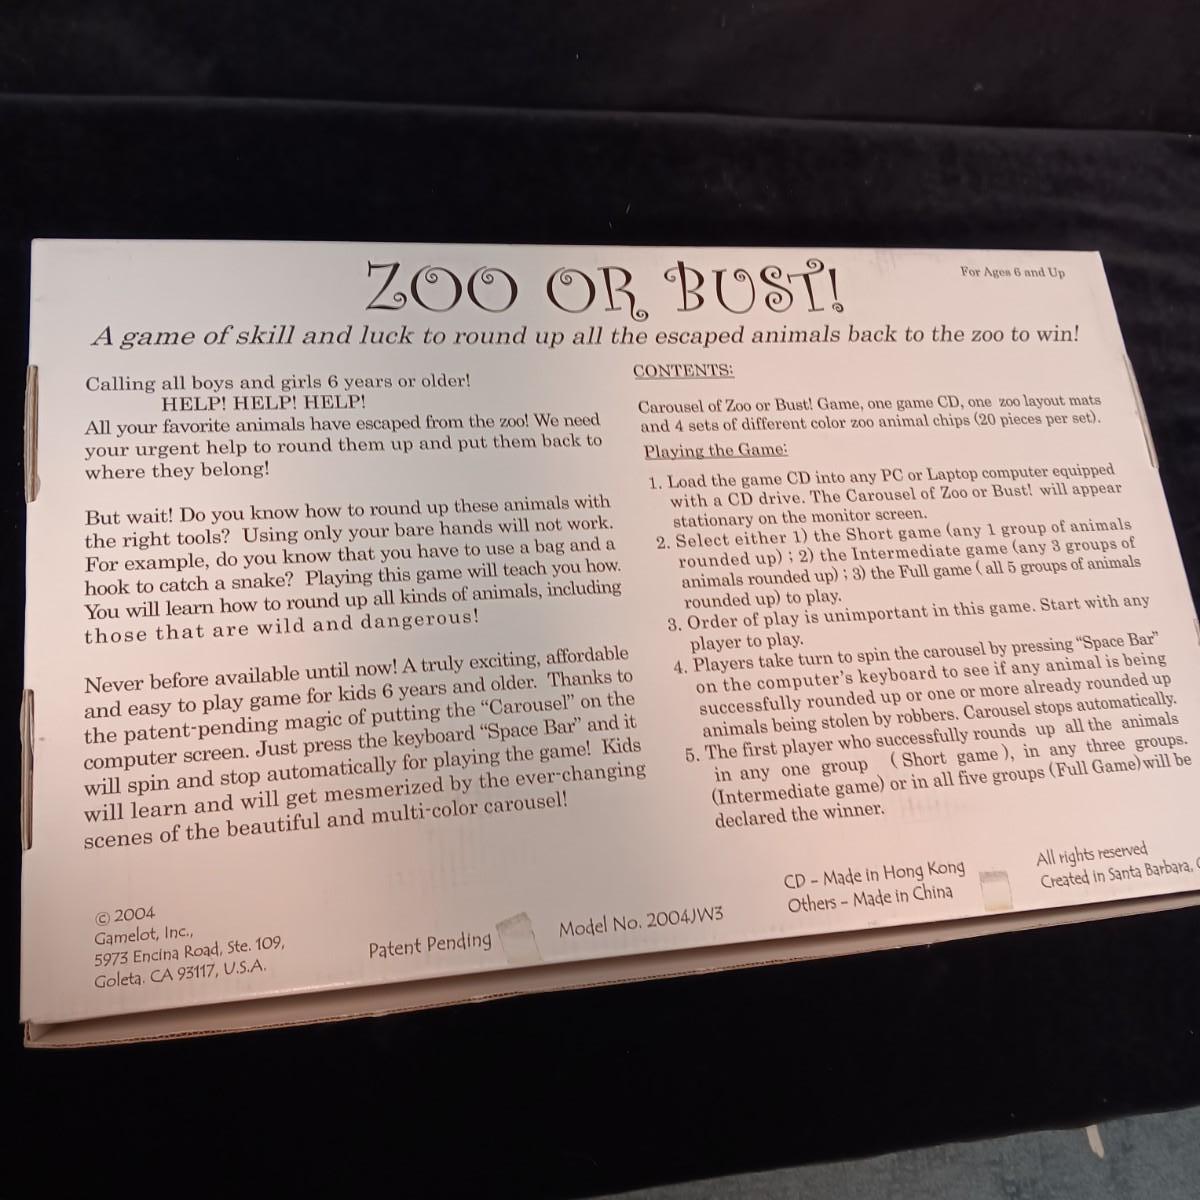 ZOO OR BUST!
For Ages 6 and Up
A game of skill and luck to round up all the escaped animals back to the zoo to win!
Calling all boys and girls 6 years or older!
HELP! HELP! HELP!
All your favorite animals have escaped from the zoo! We need
your urgent help to round them up and put them back to
where they belong!
But wait! Do you know how to round up these animals with
the right tools? Using only your bare hands will not work.
For example, do you know that you have to use a bag and a
hook to catch a snake? Playing this game will teach you how.
You will learn how to round up all kinds of animals, including
those that are wild and dangerous!
Never before available until now! A truly exciting, affordable
and easy to play game for kids 6 years and older. Thanks to
the patent-pending magic of putting the “Carousel” on the
computer screen. Just press the keyboard “Space Bar” and it
will spin and stop automatically for playing the game! Kids
will learn and will get mesmerized by the ever-changing
scenes of the beautiful and multi-color carousel!
CONTENTS:
Carousel of Zoo or Bust! Game, one game CD, one zoo layout mats
and 4 sets of different color zoo animal chips (20 pieces per set).
Playing the Game:
1. Load the game CD into any PC or Laptop computer equipped
with a CD drive. The Carousel of Zoo or Bust! will appear
stationary on the monitor screen.
2. Select either 1) the Short game (any 1 group of animals
rounded up) ; 2) the Intermediate game (any 3 groups of
animals rounded up) ; 3) the Full game ( all 5 groups of animals
rounded up) to play.
3. Order of play is unimportant in this game. Start with any
player to play.
4. Players take turn to spin the carousel by pressing “Space Bar”
on the computer’s keyboard to see if any animal is being
successfully rounded up or one or more already rounded up
animals being stolen by robbers. Carousel stops automatically.
5. The first player who successfully rounds up all the animals
in any one group ( Short game ), in any three groups.
(Intermediate game) or in all five groups (Full Game) will be
declared the winner.
© 2004
Gamelot, Inc.,
5973 Encina Road, Ste. 109,
Goleta. CA 93117, U.S.A.
Patent Pending
Model No. 2004JW3
CD – Made in Hong Kong
Others – Made in China
All rights reserved
Created in Santa Barbara,